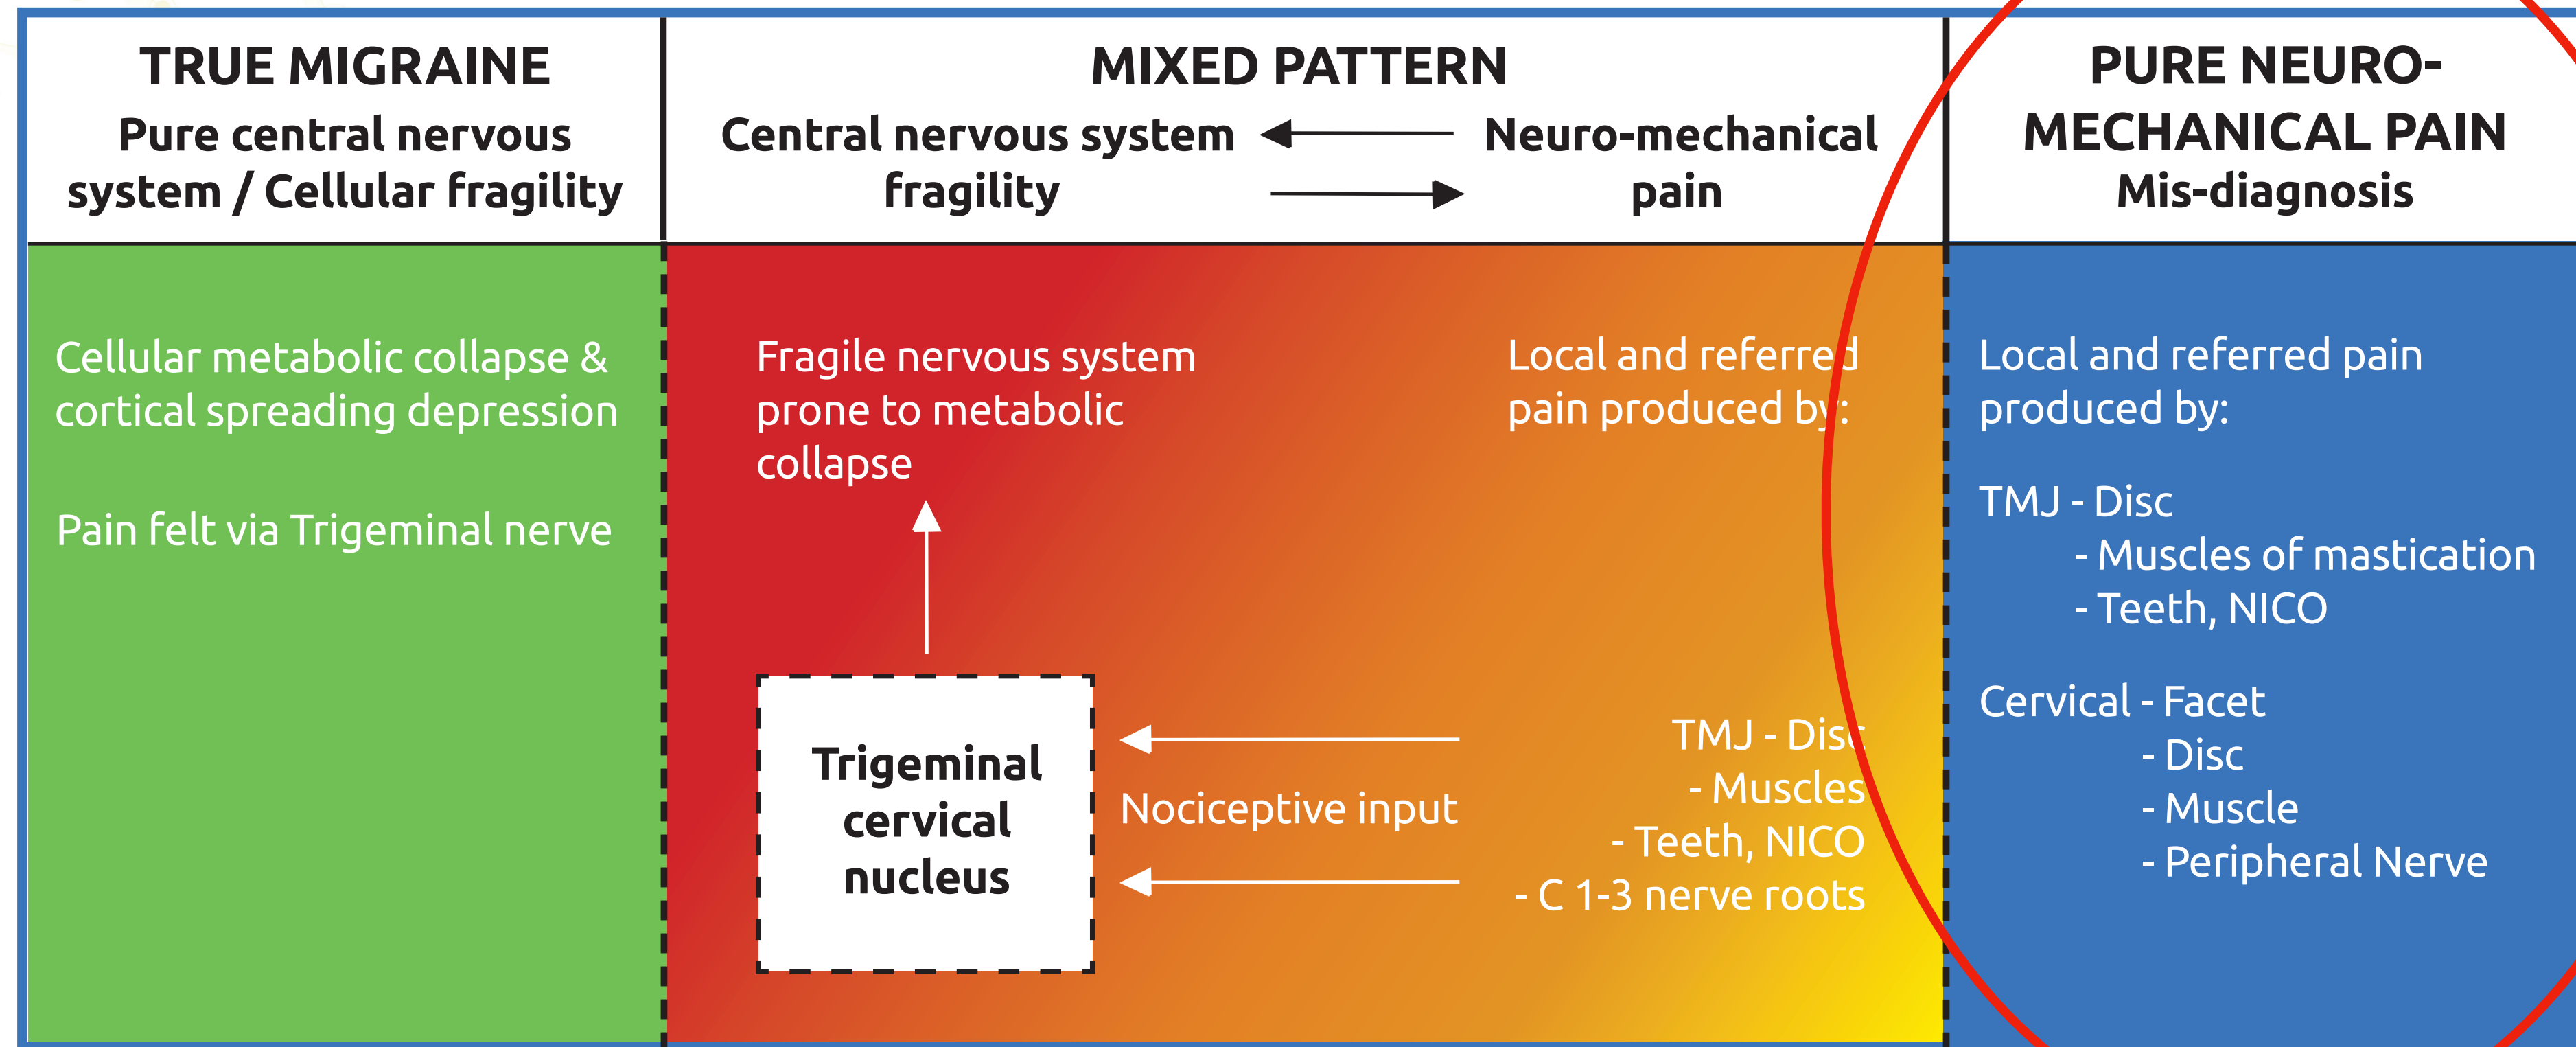 TRUE MIGRAINE
Pure central nervous
system / Cellular fragility
MIXED PATTERN
Central nervous system
fragility
Neuro-mechanical
pain
PURE NEURO-
MECHANICAL PAIN
Mis-diagnosis
Cellular metabolic collapse &
cortical spreading depression
Pain felt via Trigeminal nerve
Fragile nervous system
prone to metabolic
collapse
Trigeminal
cervical
nucleus
Nociceptive input
Local and referred
pain produced by:
TMJ - Disc
- Muscles
- Teeth, NICO
- C 1-3 nerve roots
Local and referred pain
produced by:
TMJ - Disc
- Muscles of mastication
- Teeth, NICO
Cervical - Facet
- Disc
- Muscle
- Peripheral Nerve